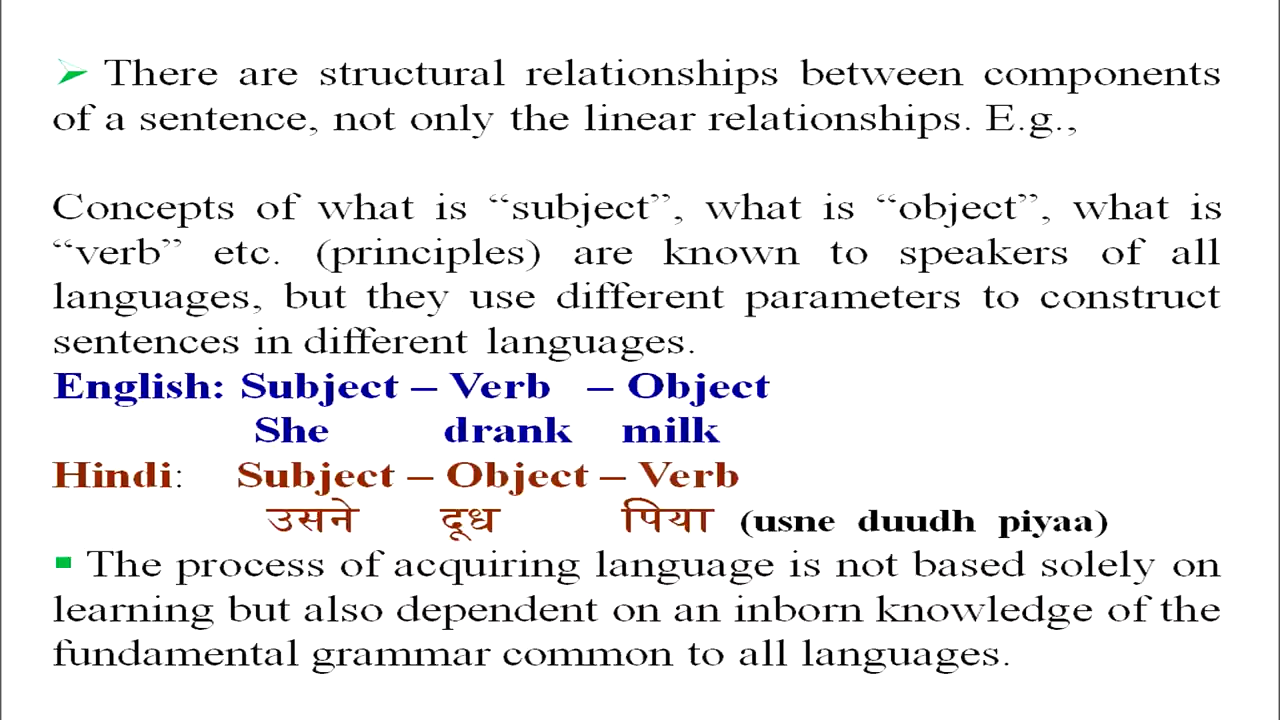 ➢ There are structural relationships between components
of a sentence, not only the linear relationships. E.g.,
Concepts of what is “subject”, what is “object”, what is
“verb” etc. (principles) are known to speakers of all
languages, but they use different parameters to construct
sentences in different languages.
English: Subject – Verb – Object
She drank milk
Hindi: Subject – Object – Verb
उसने दूध पिया (usne duudh piyaa)
▪ The process of acquiring language is not based solely on
learning but also dependent on an inborn knowledge of the
fundamental grammar common to all languages.